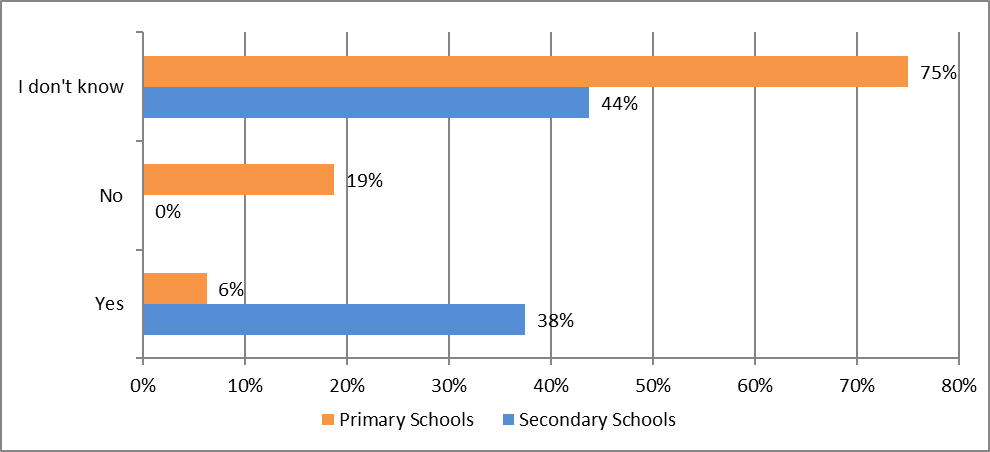 I don't know
75%
44%
No
19%
0%
Yes
6%
38%
0% 10% 20% 30% 40% 50% 60% 70% 80%
Primary Schools Secondary Schools